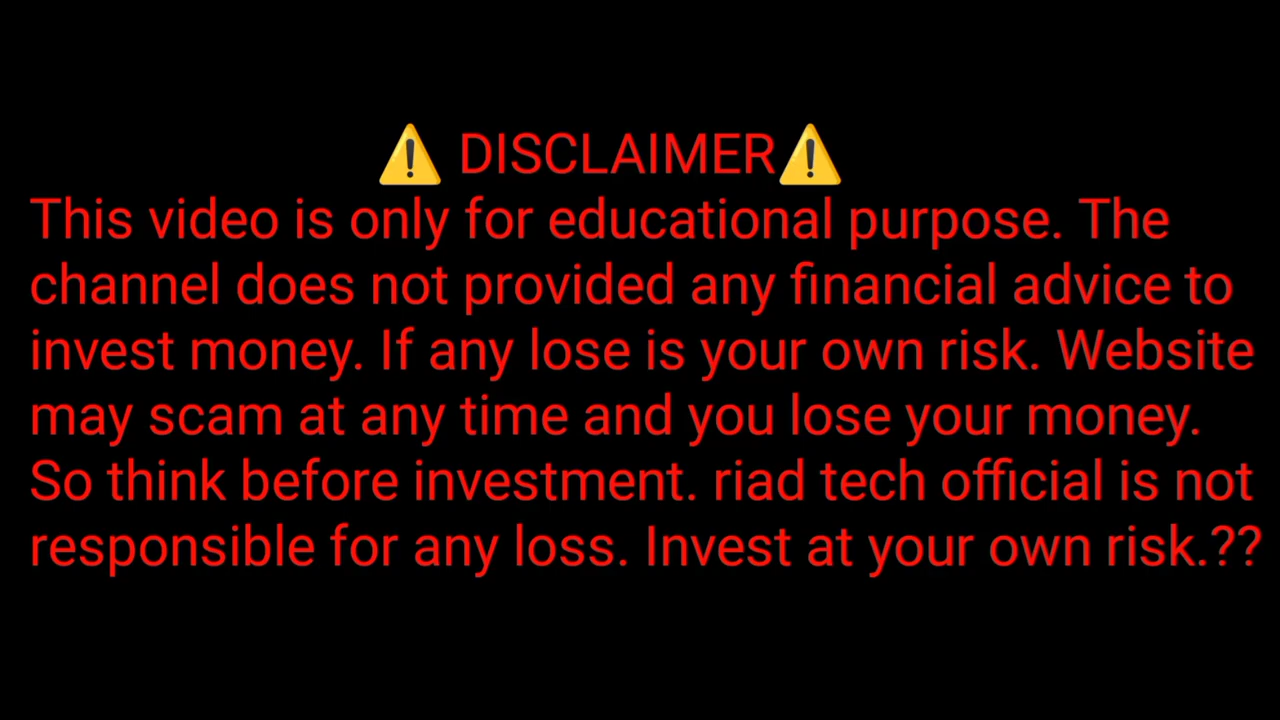 ⚠️ DISCLAIMER⚠️
This video is only for educational purpose. The
channel does not provided any financial advice to
invest money. If any lose is your own risk. Website
may scam at any time and you lose your money.
So think before investment. riad tech official is not
responsible for any loss. Invest at your own risk.??